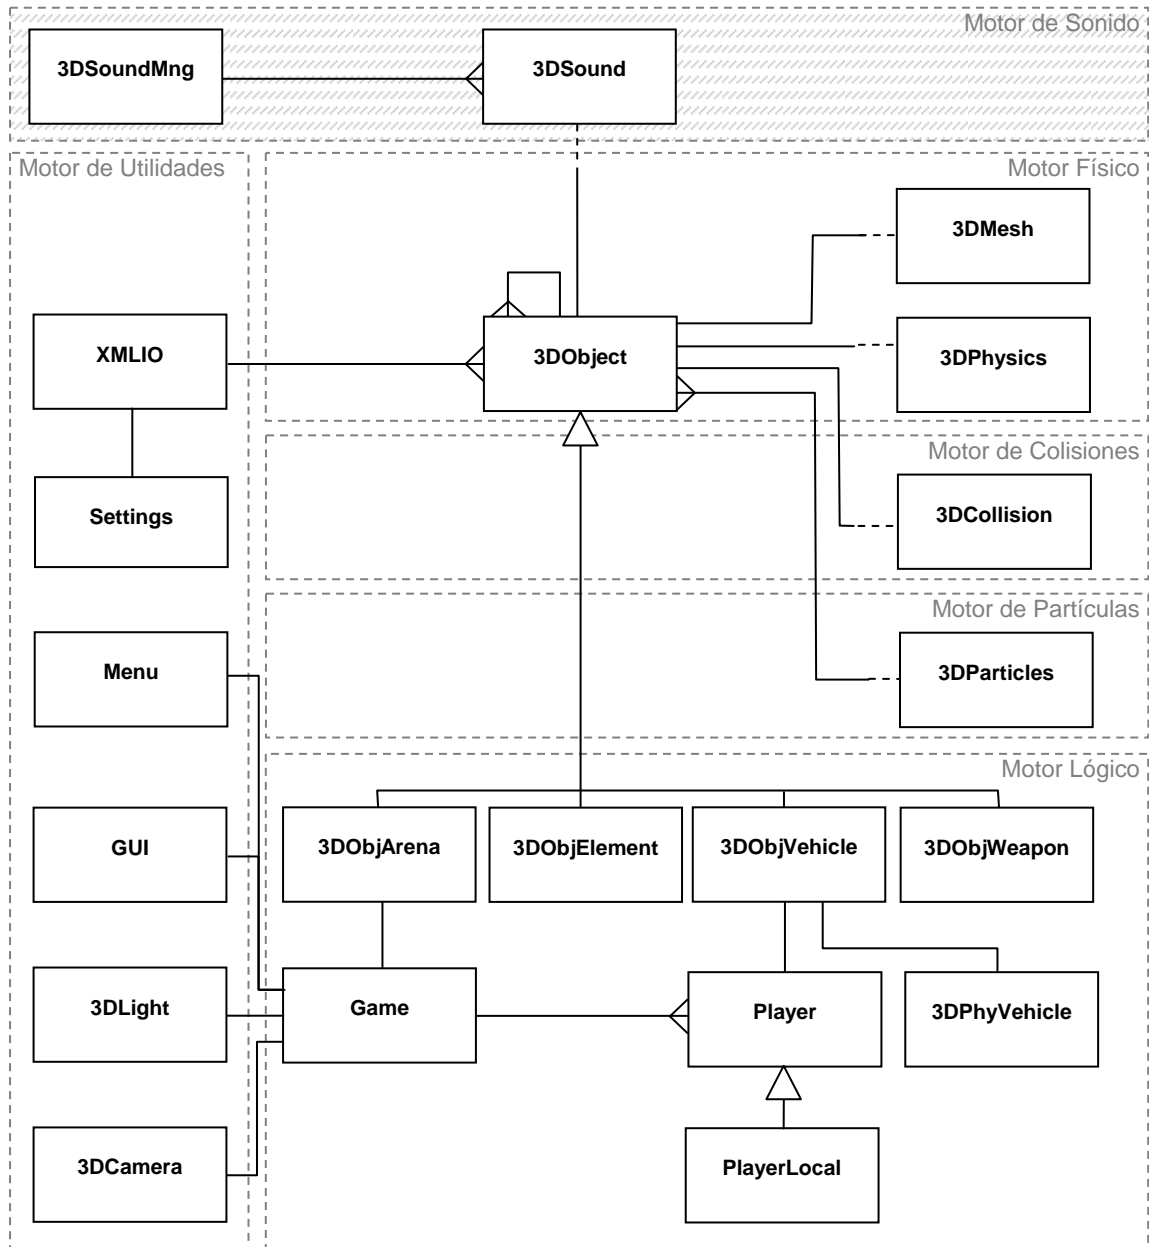 Motor de Sonido
3DSoundMng
3DSound
Motor de Utilidades
Motor Físico
3DMesh
XMLIO
3DObject
3DPhysics
Motor de Colisiones
Settings
3DCollision
Motor de Partículas
Menu
3DParticles
Motor Lógico
GUI
3DObjArena
3DObjElement
3DObjVehicle
3DObjWeapon
3DLight
Game
Player
3DPhyVehicle
3DCamera
PlayerLocal